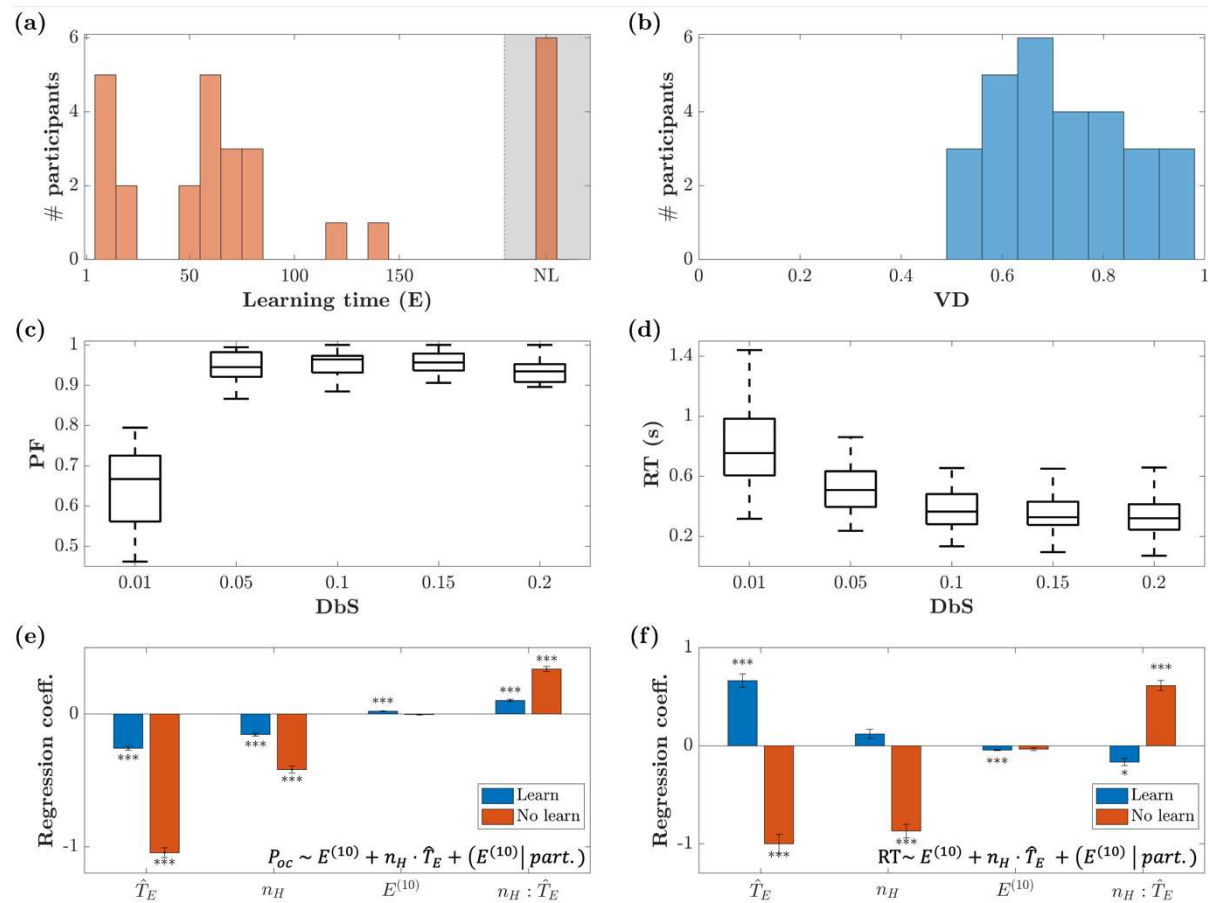 (a)
6
4
2
0
# participants
1
50
100
150
NL
Learning time (E)
(b)
6
4
2
0
# participants
0
0.2
0.4
0.6
0.8
1
VD
(c)
1
0.9
0.8
0.7
0.6
0.5
PF
0.01
0.05
0.1
0.15
0.2
DbS
(d)
1.4
1
0.6
0.2
RT (s)
0.01
0.05
0.1
0.15
0.2
DbS
(e)
0
-1
Regression coeff.
***
***
***
***
***
***
***
Learn
No learn
P_oc ~ E^(10) + n_H · T̂_E + (E^(10) | part.)
T̂_E
n_H
E^(10)
n_H : T̂_E
(f)
1
0
-1
Regression coeff.
***
***
***
***
*
***
Learn
No learn
RT~ E^(10) + n_H · T̂_E + (E^(10) | part.)
T̂_E
n_H
E^(10)
n_H : T̂_E